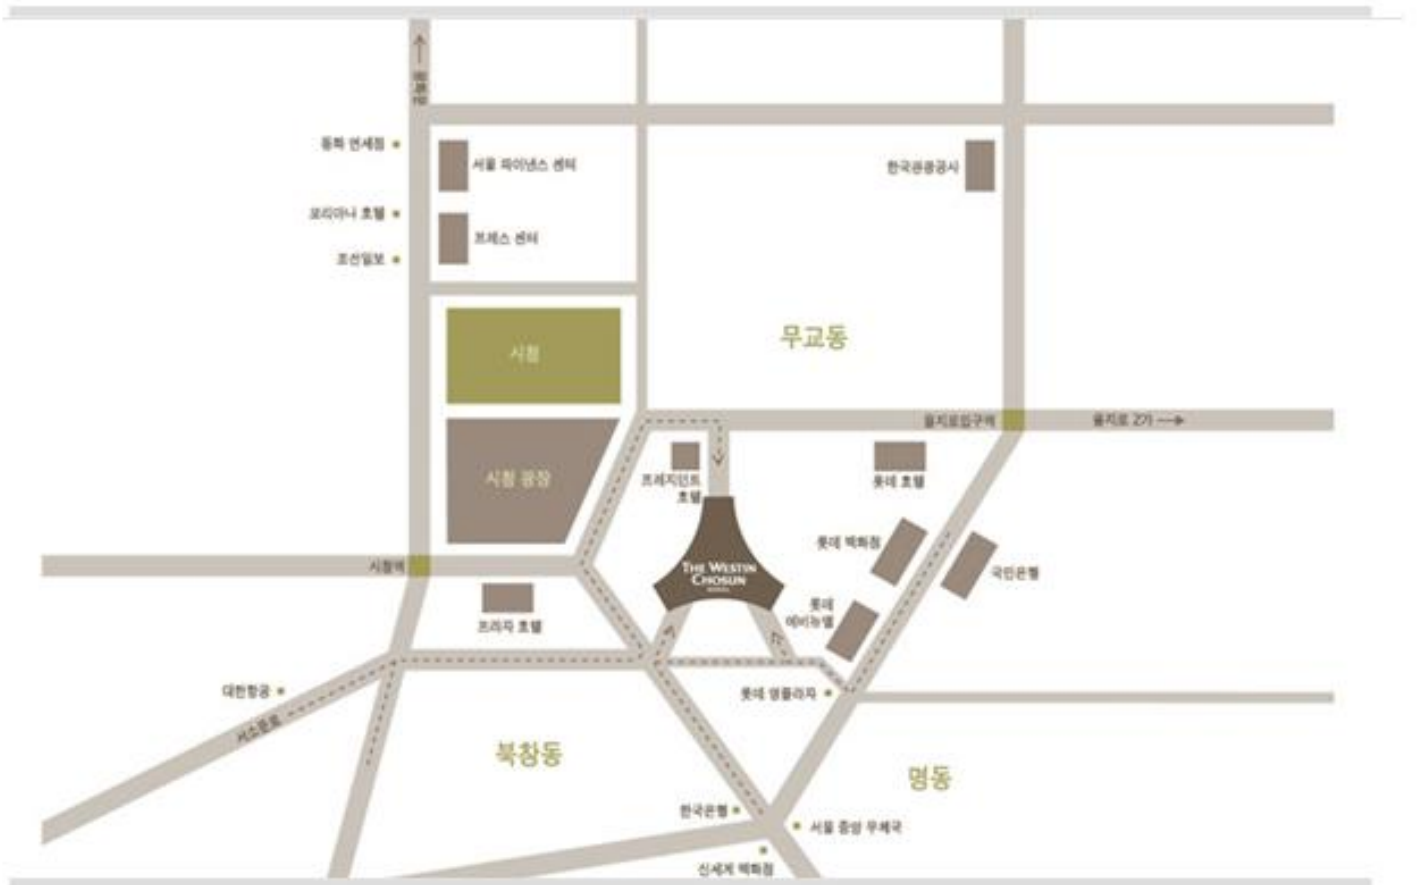 광화문
동화 면세점
서울 파이낸스 센터
한국관광공사
코리아나 호텔
프레스 센터
조선일보
시청
무교동
을지로입구역
을지로 2가
시청 광장
프레지던트
호텔
롯데 호텔
롯데 백화점
국민은행
시청역
THE WESTIN
CHOSUN
롯데
에비뉴엘
프라자 호텔
대한항공
롯데 영플라자
서소문로
북창동
명동
한국은행
서울 중앙 우체국
신세계 백화점